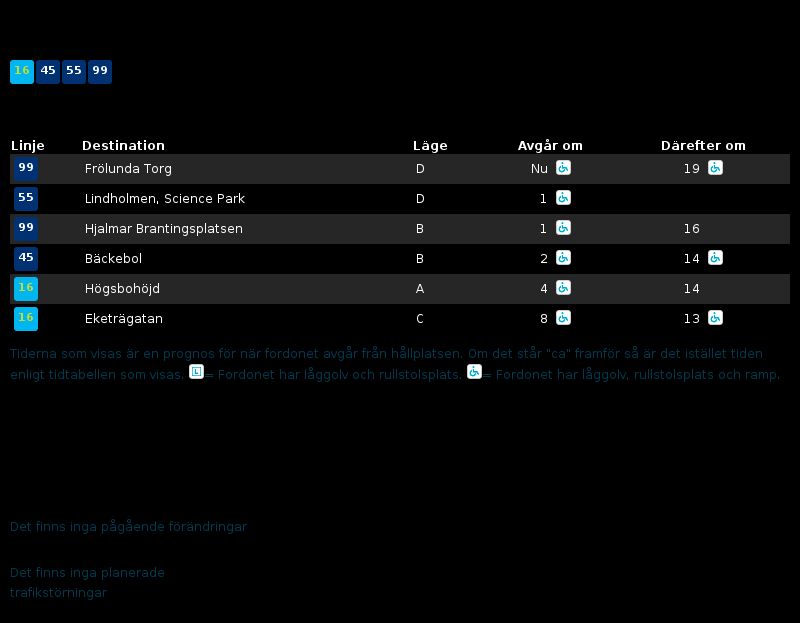 16 45 55 99
Linje Destination Läge Avgår om Därefter om
99 Frölunda Torg D Nu 19
55 Lindholmen, Science Park D 1
99 Hjalmar Brantingsplatsen B 1 16
45 Bäckebol B 2 14
16 Högsbohöjd A 4 14
16 Eketrägatan C 8 13
Tiderna som visas är en prognos för när fordonet avgår från hållplatsen. Om det står "ca" framför så är det istället tiden
enligt tidtabellen som visas. L = Fordonet har låggolv och rullstolsplats. = Fordonet har låggolv, rullstolsplats och ramp.
Det finns inga pågående förändringar
Det finns inga planerade
trafikstörningar